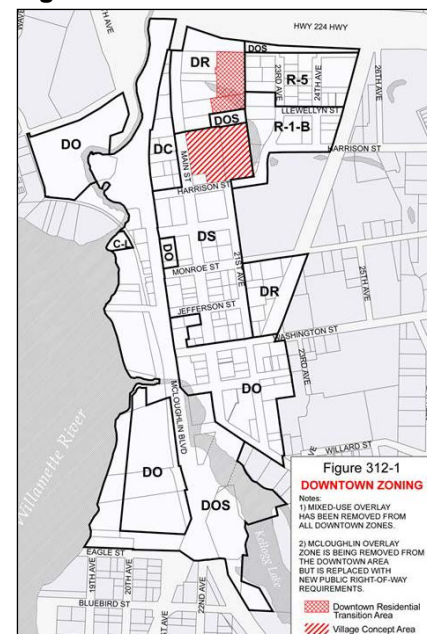 HWY 224 HWY
DOS
DR
23RD AVE
24TH AVE
26TH AVE
R-5
LLEWELLYN ST
DOS
R-1-B
DO
DC
MAIN ST
HARRISON ST
HARRISON ST
DS
21ST AVE
C-L
DO
MONROE ST
25TH AVE
DR
JEFFERSON ST
WASHINGTON ST
23RD AVE
DO
MCLOUGHLIN BLVD
Willamette River
WILLARD ST
DO
DOS
Kellogg Lake
EAGLE ST
19TH AVE
20TH AVE
22ND AVE
BLUEBIRD ST
Figure 312-1
DOWNTOWN ZONING
Notes:
1) MIXED-USE OVERLAY
HAS BEEN REMOVED FROM
ALL DOWNTOWN ZONES.
2) MCLOUGHLIN OVERLAY
ZONE IS BEING REMOVED FROM
THE DOWNTOWN AREA
BUT IS REPLACED WITH
NEW PUBLIC RIGHT-OF-WAY
REQUIREMENTS.
Downtown Residential
Transition Area
Village Concept Area